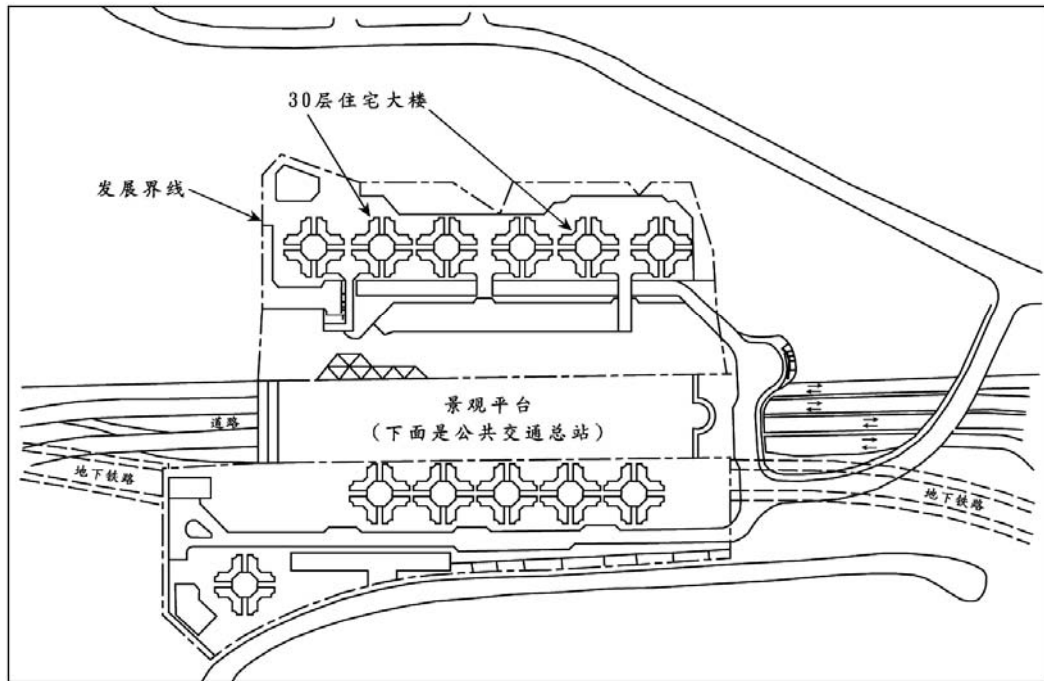 30层住宅大楼
发展界线
景观平台
(下面是公共交通总站)
道路
地下铁路
地下铁路